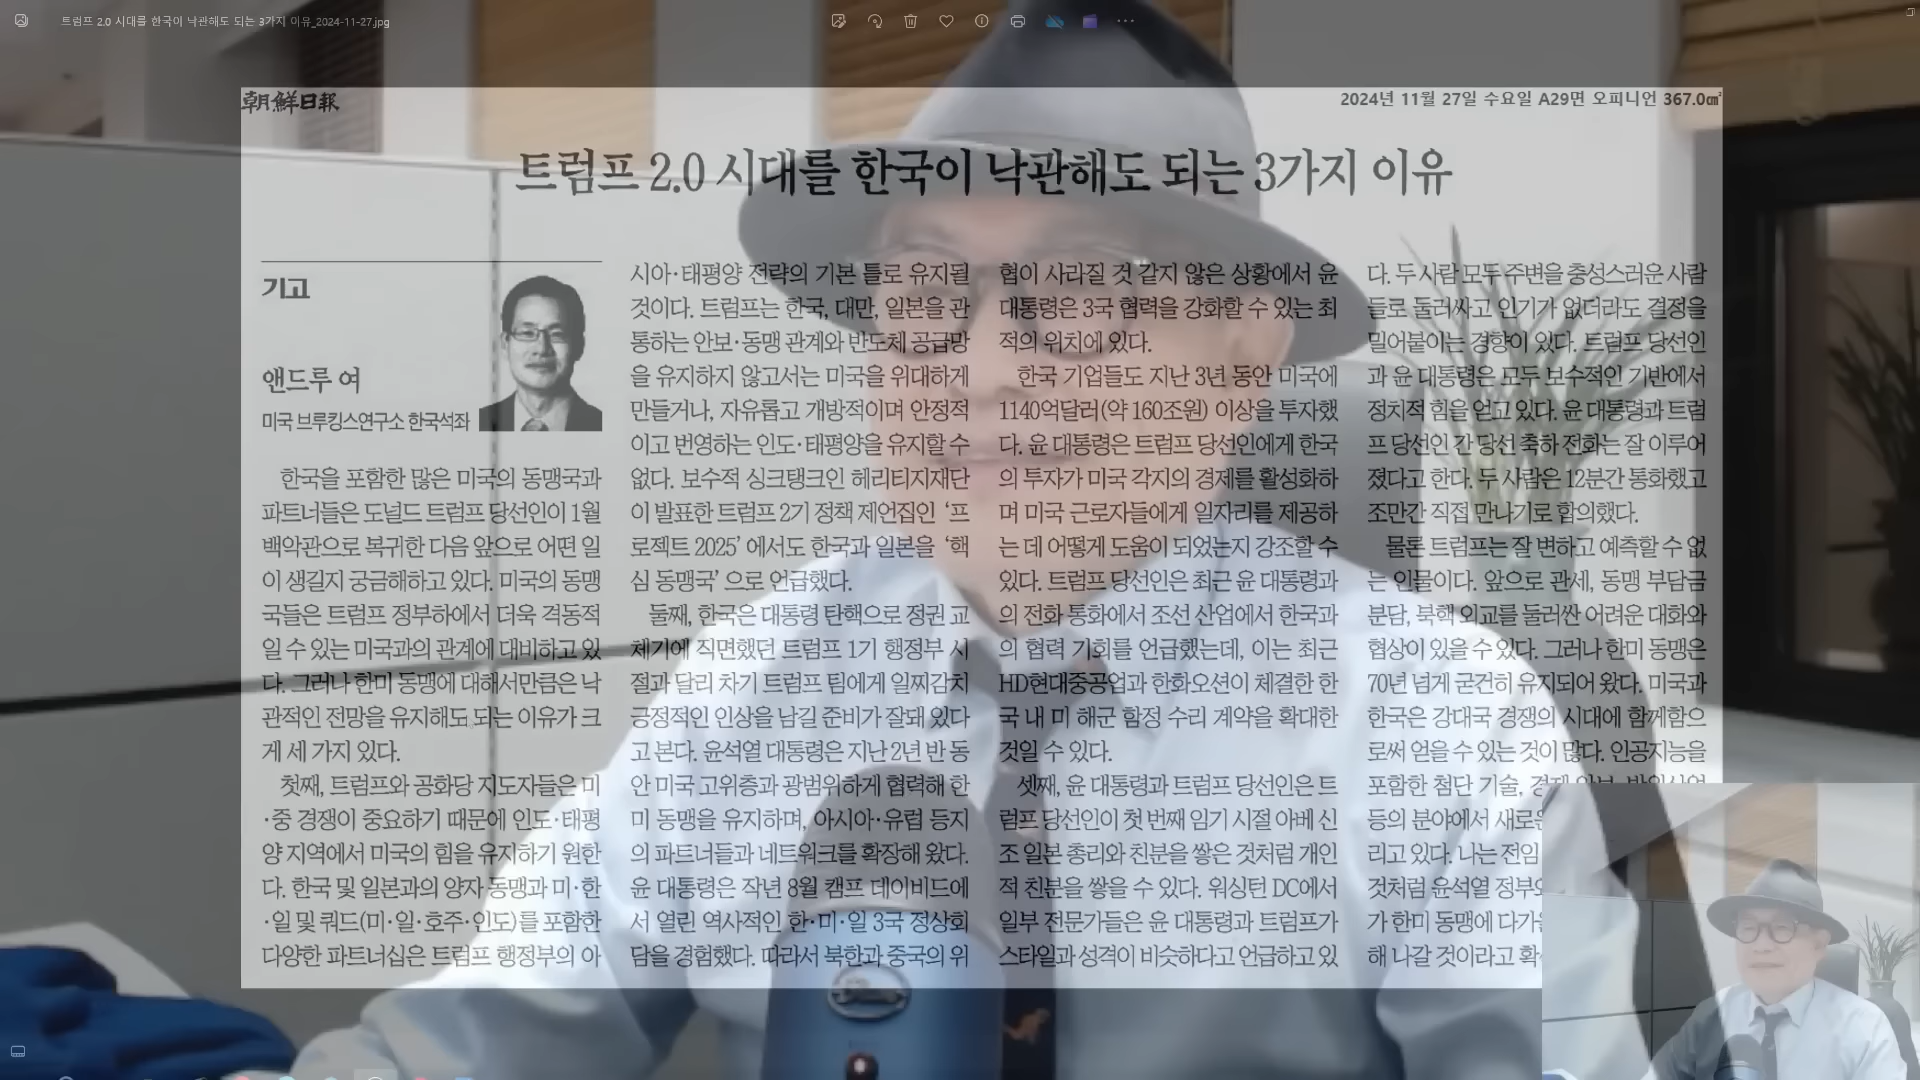 트럼프 2.0 시대를 한국이 낙관해도 되는 3가지 이유_2024-11-27.jpg
朝鮮日報
2024년 11월 27일 수요일 A29면 오피니언 367.0㎠
트럼프 2.0 시대를 한국이 낙관해도 되는 3가지 이유
기고
앤드루 여
미국 브루킹스연구소 한국석좌
한국을 포함한 많은 미국의 동맹국과
파트너들은 도널드 트럼프 당선인이 1월
백악관으로 복귀한 다음 앞으로 어떤 일
이 생길지 궁금해하고 있다. 미국의 동맹
국들은 트럼프 정부하에서 더욱 격동적
일 수 있는 미국과의 관계에 대비하고 있
다. 그러나 한미 동맹에 대해서만큼은 낙
관적인 전망을 유지해도 되는 이유가 크
게 세 가지 있다.
첫째, 트럼프와 공화당 지도자들은 미
·중 경쟁이 중요하기 때문에 인도·태평
양 지역에서 미국의 힘을 유지하기 원한
다. 한국 및 일본과의 양자 동맹과 미·한
·일 및 쿼드(미·일·호주·인도)를 포함한
다양한 파트너십은 트럼프 행정부의 아
시아·태평양 전략의 기본 틀로 유지될
것이다. 트럼프는 한국, 대만, 일본을 관
통하는 안보·동맹 관계와 반도체 공급망
을 유지하지 않고서는 미국을 위대하게
만들거나, 자유롭고 개방적이며 안정적
이고 번영하는 인도·태평양을 유지할 수
없다. 보수적 싱크탱크인 헤리티지재단
이 발표한 트럼프 2기 정책 제언집인 ‘프
로젝트 2025’ 에서도 한국과 일본을 ‘핵
심 동맹국’ 으로 언급했다.
둘째, 한국은 대통령 탄핵으로 정권 교
체기에 직면했던 트럼프 1기 행정부 시
절과 달리 차기 트럼프 팀에게 일찌감치
긍정적인 인상을 남길 준비가 잘돼 있다
고 본다. 윤석열 대통령은 지난 2년 반 동
안 미국 고위층과 광범위하게 협력해 한
미 동맹을 유지하며, 아시아·유럽 등지
의 파트너들과 네트워크를 확장해 왔다.
윤 대통령은 작년 8월 캠프 데이비드에
서 열린 역사적인 한·미·일 3국 정상회
담을 경험했다. 따라서 북한과 중국의 위
협이 사라질 것 같지 않은 상황에서 윤
대통령은 3국 협력을 강화할 수 있는 최
적의 위치에 있다.
한국 기업들도 지난 3년 동안 미국에
1140억달러(약 160조원) 이상을 투자했
다. 윤 대통령은 트럼프 당선인에게 한국
의 투자가 미국 각지의 경제를 활성화하
며 미국 근로자들에게 일자리를 제공하
는 데 어떻게 도움이 되었는지 강조할 수
있다. 트럼프 당선인은 최근 윤 대통령과
의 전화 통화에서 조선 산업에서 한국과
의 협력 기회를 언급했는데, 이는 최근
HD현대중공업과 한화오션이 체결한 한
국 내 미 해군 함정 수리 계약을 확대한
것일 수 있다.
셋째, 윤 대통령과 트럼프 당선인은 트
럼프 당선인이 첫 번째 임기 시절 아베 신
조 일본 총리와 친분을 쌓은 것처럼 개인
적 친분을 쌓을 수 있다. 워싱턴 DC에서
일부 전문가들은 윤 대통령과 트럼프가
스타일과 성격이 비슷하다고 언급하고 있
다. 두 사람 모두 주변을 충성스러운 사람
들로 둘러싸고 인기가 없더라도 결정을
밀어붙이는 경향이 있다. 트럼프 당선인
과 윤 대통령은 모두 보수적인 기반에서
정치적 힘을 얻고 있다. 윤 대통령과 트럼
프 당선인 간 당선 축하 전화는 잘 이루어
졌다고 한다. 두 사람은 12분간 통화했고
조만간 직접 만나기로 합의했다.
물론 트럼프는 잘 변하고 예측할 수 없
는 인물이다. 앞으로 관세, 동맹 부담금
분담, 북핵 외교를 둘러싼 어려운 대화와
협상이 있을 수 있다. 그러나 한미 동맹은
70년 넘게 굳건히 유지되어 왔다. 미국과
한국은 강대국 경쟁의 시대에 함께함으
로써 얻을 수 있는 것이 많다. 인공지능을
포함한 첨단 기술,
등의 분야에서
리고 있다. 나는 전임
것처럼 윤석열
가 한미 동맹에
해 나갈 것이라고